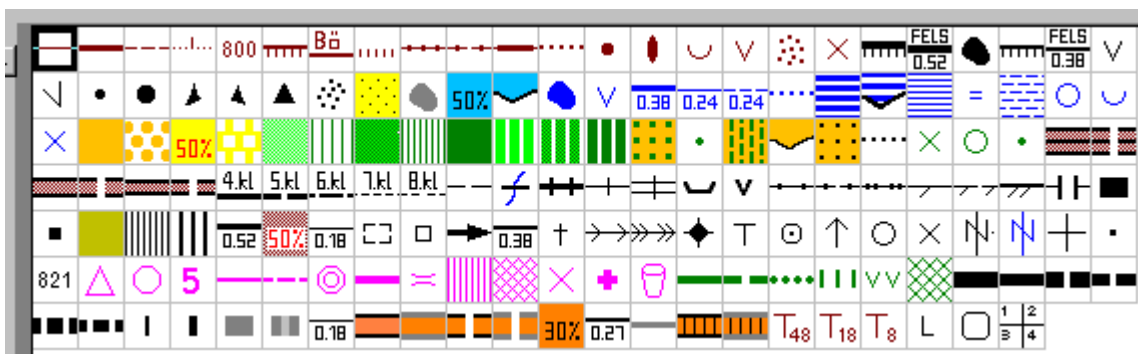 800 Bö FELS 0.52 FELS 0.38
50% 0.38 0.24 0.24
50%
4.kl 5.kl 6.kl 7.kl 8.kl
0.52 50% 0.18 0.38
821 5
0.18 30% 0.27 T48 T18 T8 L 1 2 3 4